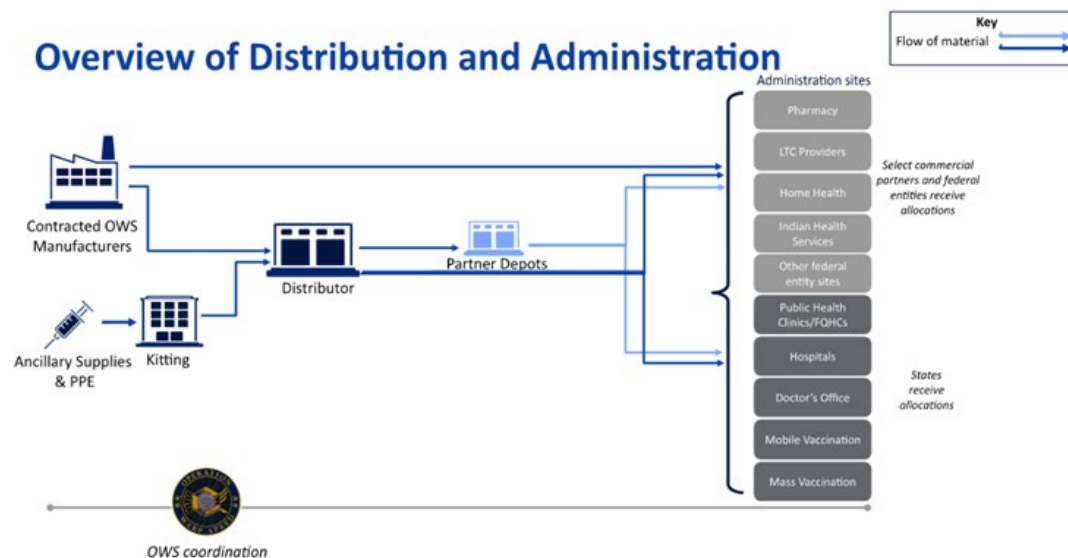 Key
Flow of material
Overview of Distribution and Administration
Administration sites
Pharmacy
LTC Providers
Home Health
Indian Health
Services
Other federal
entity sites
Public Health
Clinics/FQHCs
Hospitals
Doctor's Office
Mobile Vaccination
Mass Vaccination
Select commercial
partners and federal
entities receive
allocations
States
receive
allocations
Contracted OWS
Manufacturers
Distributor
Partner Depots
Ancillary Supplies
& PPE
Kitting
OPERATION
WARP SPEED
OWS coordination